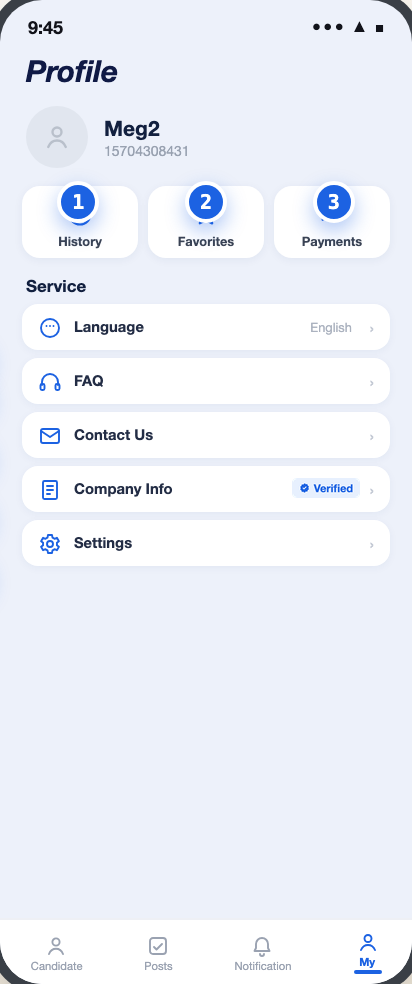 9:45
Profile
Meg2
15704308431
1 2 3
History Favorites Payments
Service
Language English
FAQ
Contact Us
Company Info Verified
Settings
Candidate Posts Notification My